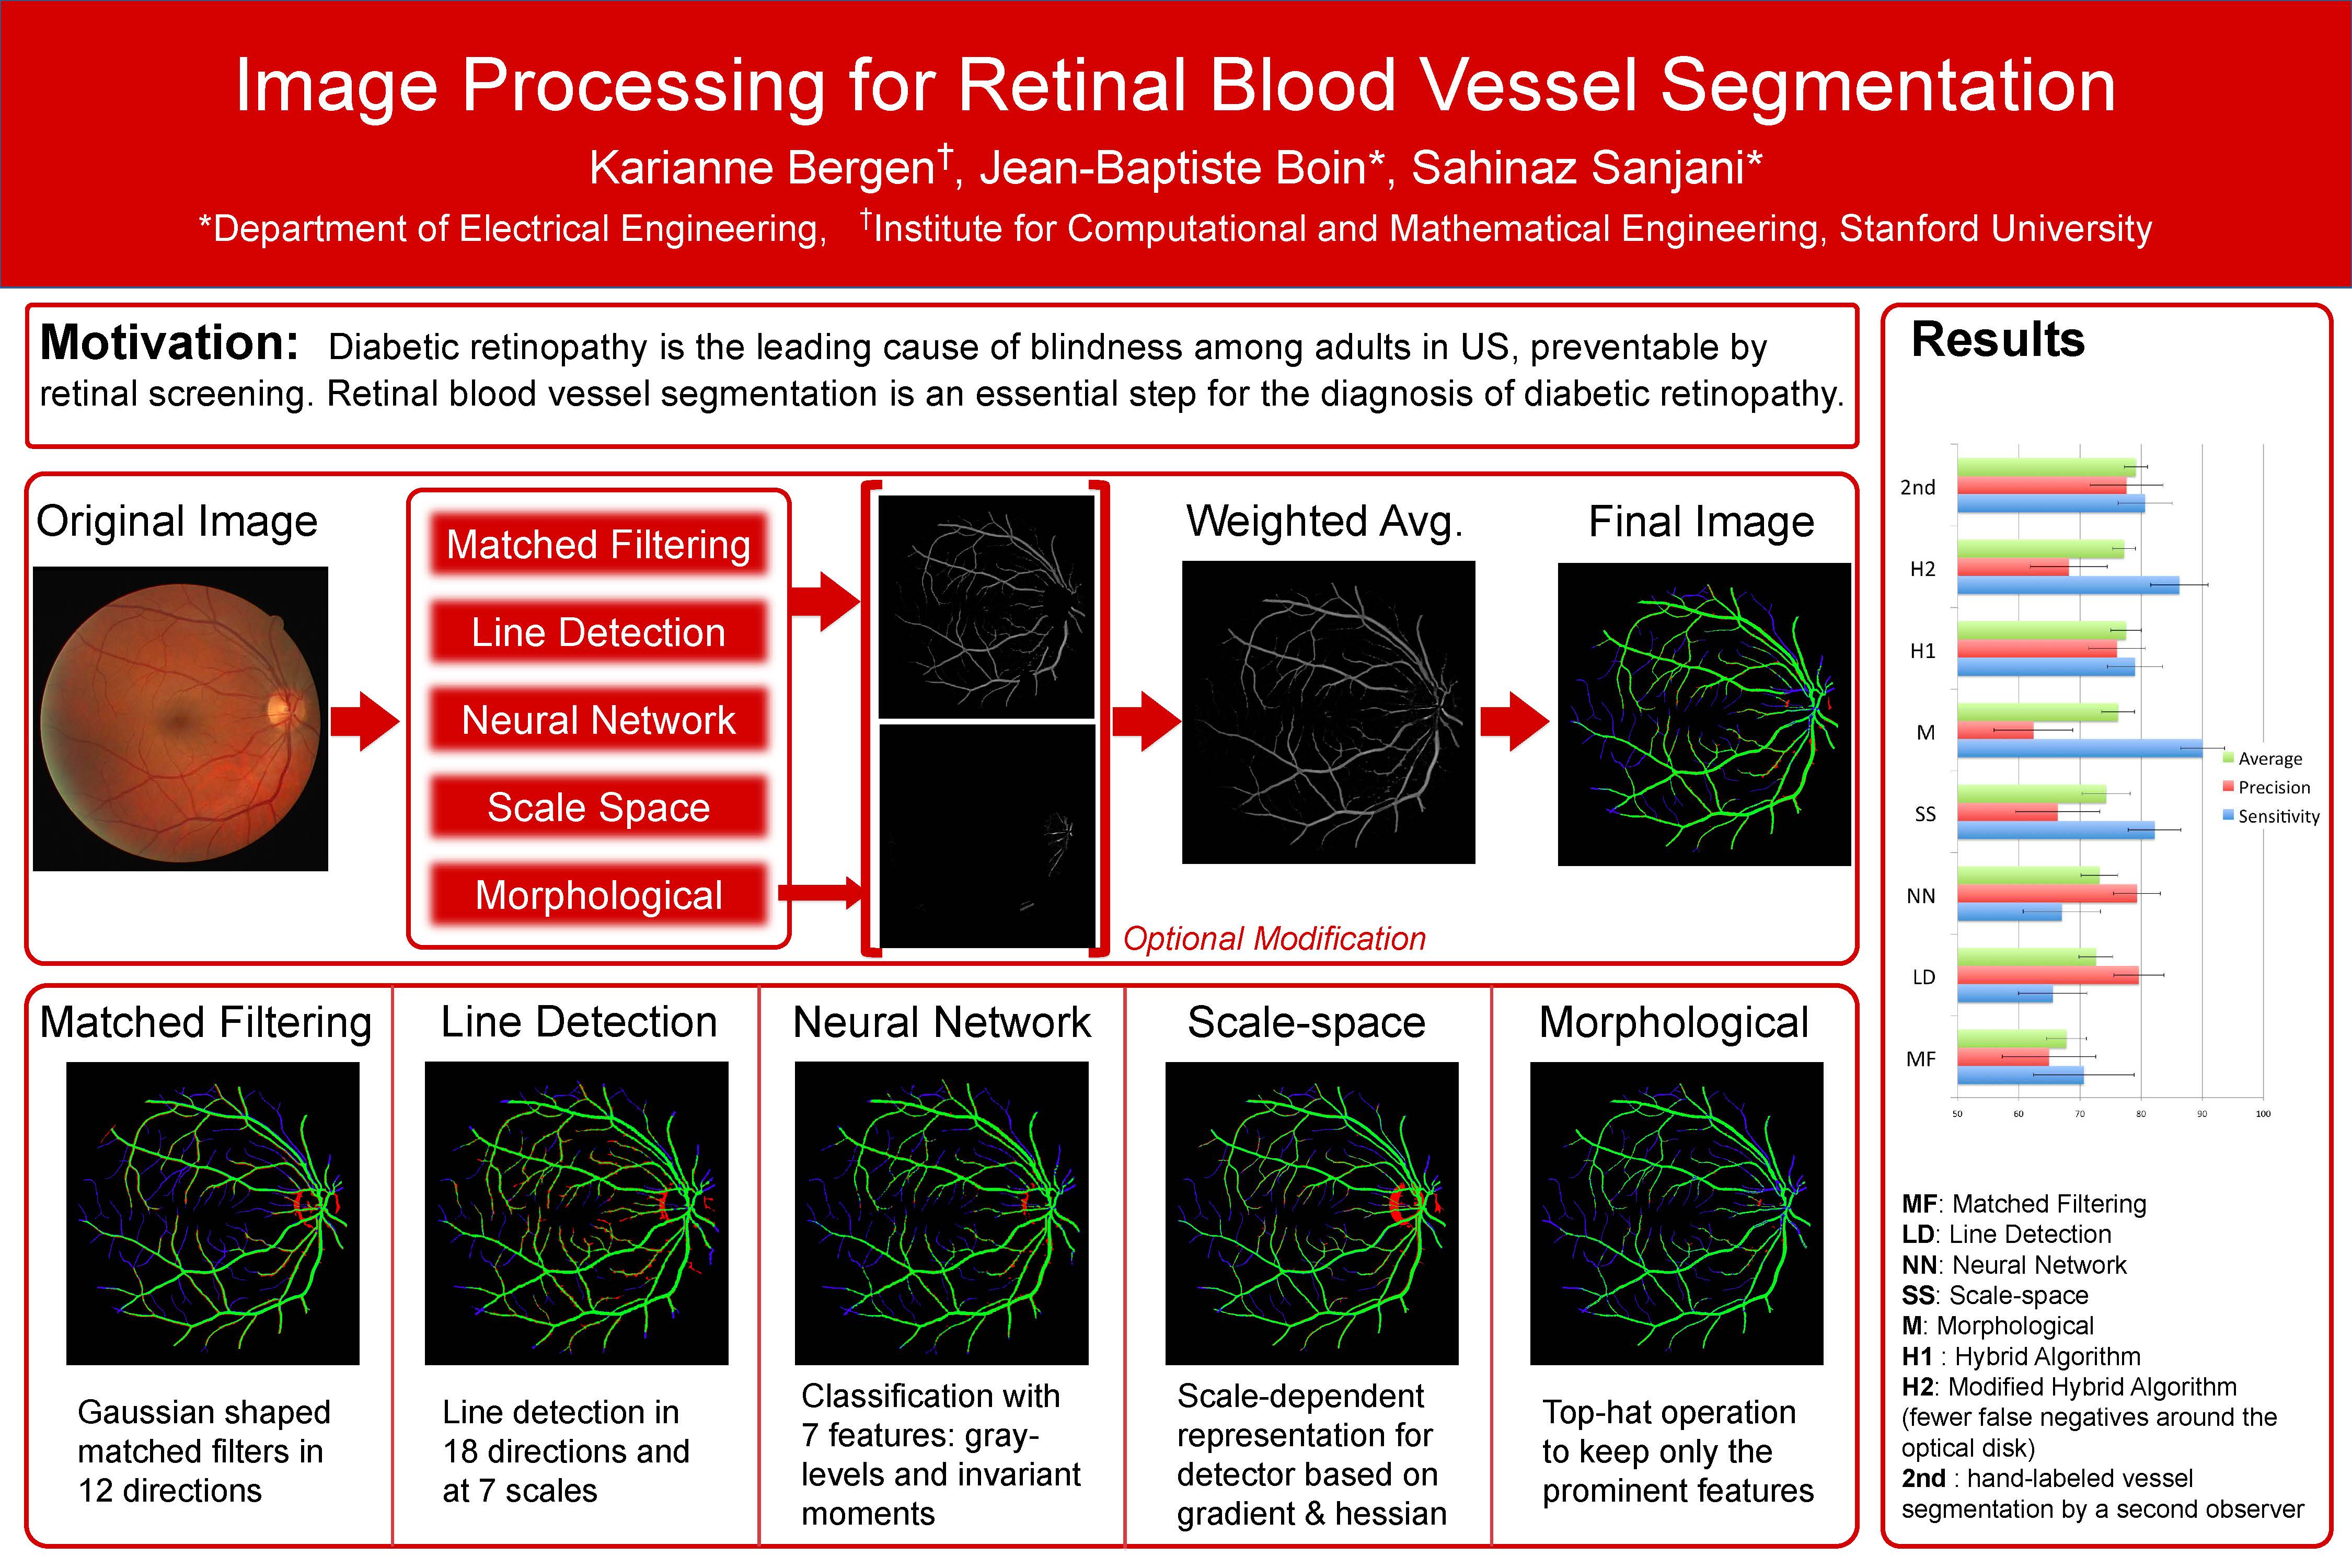 Image Processing for Retinal Blood Vessel Segmentation
Karianne Bergen†, Jean-Baptiste Boin*, Sahinaz Sanjani*
*Department of Electrical Engineering, †Institute for Computational and Mathematical Engineering, Stanford University
Motivation: Diabetic retinopathy is the leading cause of blindness among adults in US, preventable by
retinal screening. Retinal blood vessel segmentation is an essential step for the diagnosis of diabetic retinopathy.
Original Image
Matched Filtering
Line Detection
Neural Network
Scale Space
Morphological
Weighted Avg.
Final Image
Optional Modification
Matched Filtering
Gaussian shaped
matched filters in
12 directions
Line Detection
Line detection in
18 directions and
at 7 scales
Neural Network
Classification with
7 features: gray-
levels and invariant
moments
Scale-space
Scale-dependent
representation for
detector based on
gradient & hessian
Morphological
Top-hat operation
to keep only the
prominent features
Results
2nd
H2
H1
M
SS
NN
LD
MF
50 60 70 80 90 100
Average
Precision
Sensitivity
MF: Matched Filtering
LD: Line Detection
NN: Neural Network
SS: Scale-space
M: Morphological
H1 : Hybrid Algorithm
H2: Modified Hybrid Algorithm
(fewer false negatives around the
optical disk)
2nd : hand-labeled vessel
segmentation by a second observer